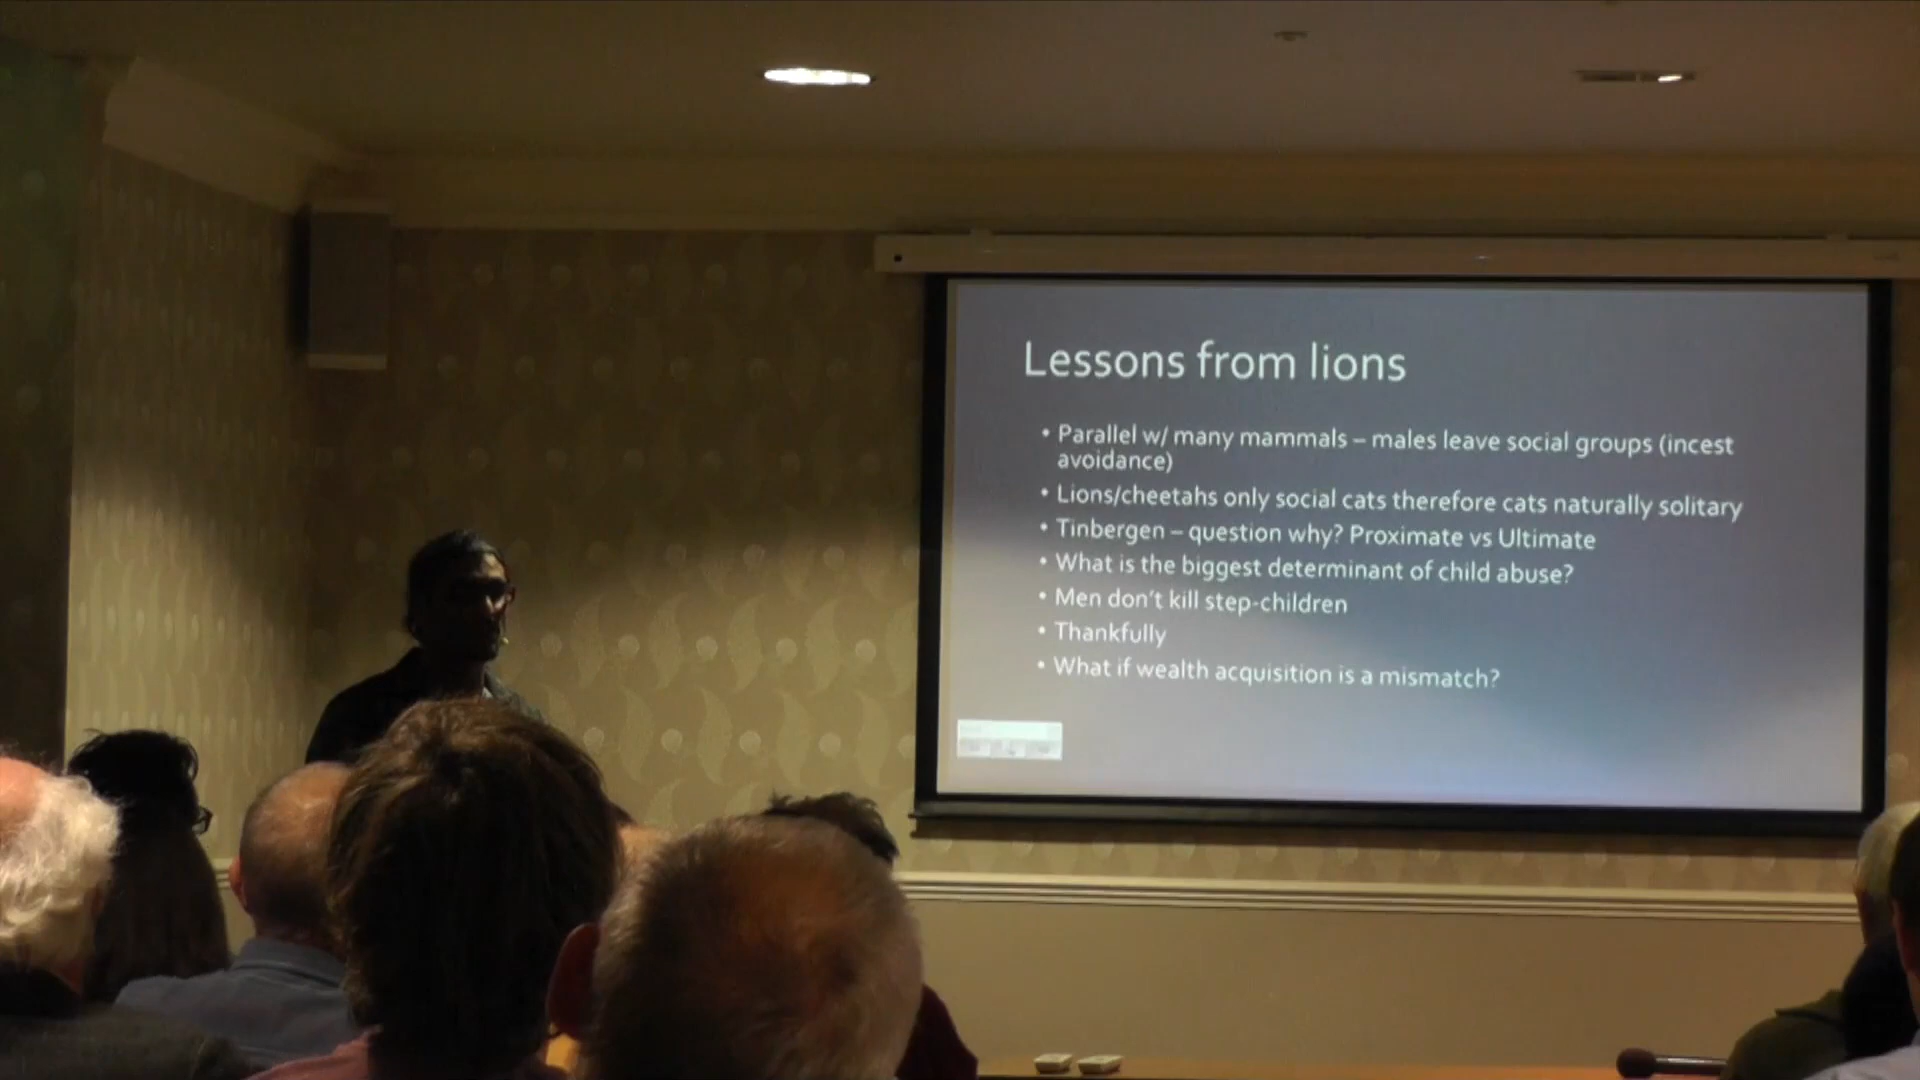 Lessons from lions
• Parallel w/ many mammals – males leave social groups (incest
avoidance)
• Lions/cheetahs only social cats therefore cats naturally solitary
• Tinbergen – question why? Proximate vs Ultimate
• What is the biggest determinant of child abuse?
• Men don't kill step-children
• Thankfully
• What if wealth acquisition is a mismatch?